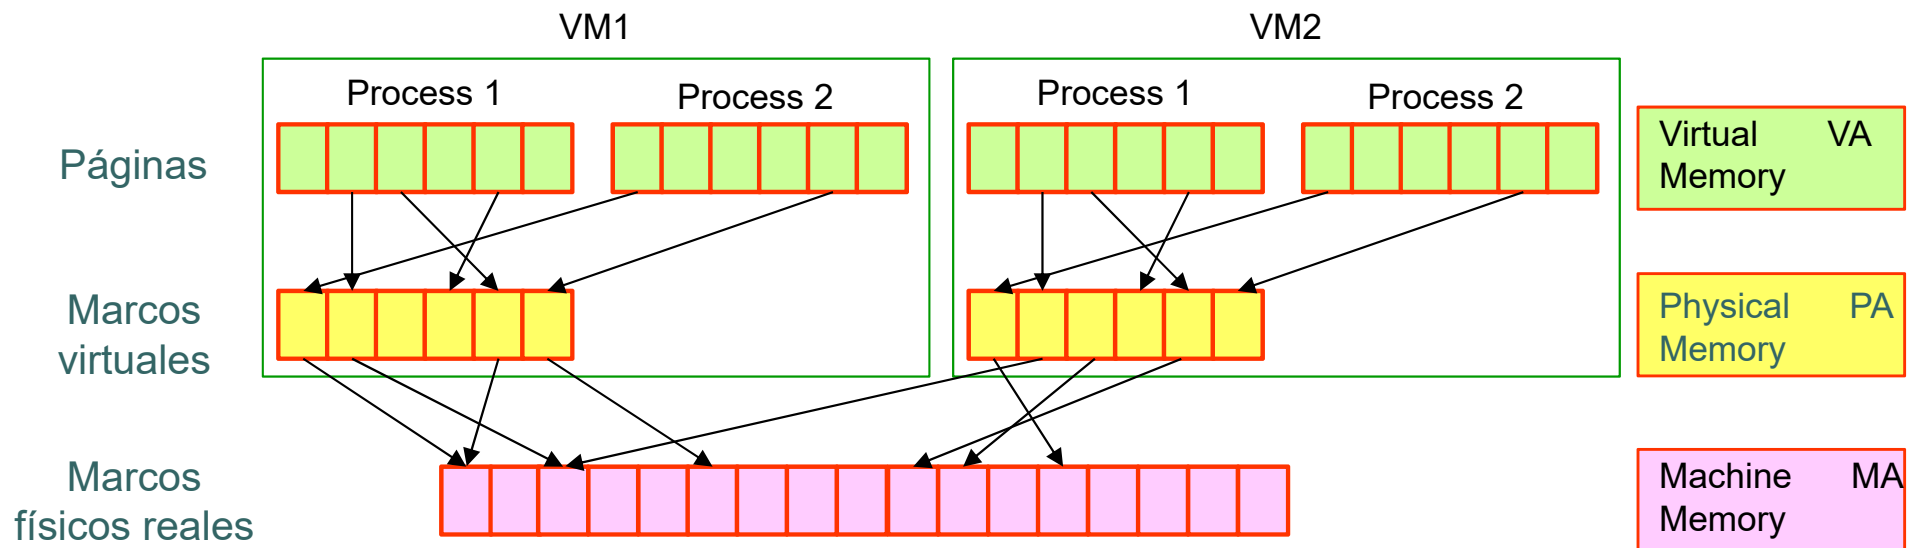 VM1
VM2
Process 1
Process 2
Process 1
Process 2
Páginas
Virtual VA
Memory
Marcos
virtuales
Physical PA
Memory
Marcos
físicos reales
Machine MA
Memory